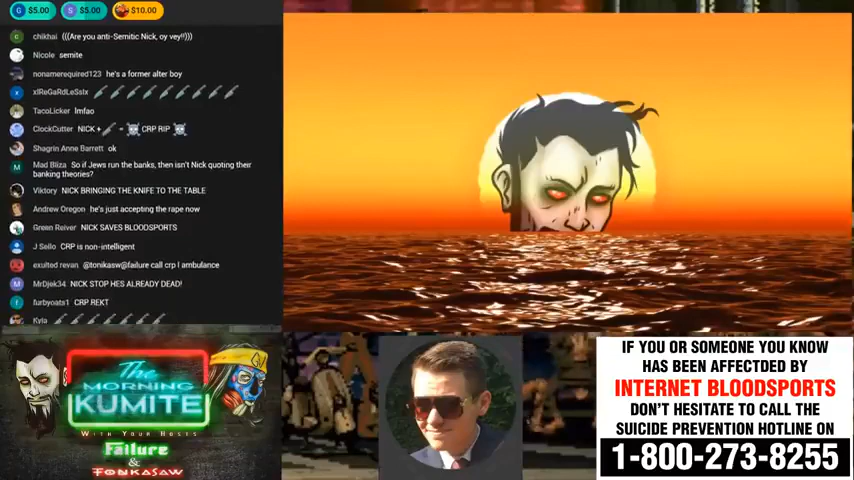 G $5.00 S $5.00 $10.00
chikhai (((Are you anti-Semitic Nick, oy vey!!)))
Nicole semite
nonamerequired123 he's a former alter boy
xIReGaRdLeSsIx
TacoLicker lmfao
ClockCutter NICK + = CRP RIP
Shagrin Anne Barrett ok
M Mad Bliza So if Jews run the banks, then isn't Nick quoting their
banking theories?
Viktory NICK BRINGING THE KNIFE TO THE TABLE
Andrew Oregon he's just accepting the rape now
Green Reiver NICK SAVES BLOODSPORTS
J Sello CRP is non-intelligent
exulted revan @tonikasw@failure call crp l ambulance
MrDjek34 NICK STOP HES ALREADY DEAD!
f furbyoats1 CRP REKT
Kyla
The
MORNING
KUMITE
WITH YOUR HOSTS
Failure
&
TONKASAW
IF YOU OR SOMEONE YOU KNOW
HAS BEEN AFFECTDED BY
INTERNET BLOODSPORTS
DON'T HESITATE TO CALL THE
SUICIDE PREVENTION HOTLINE ON
1-800-273-8255